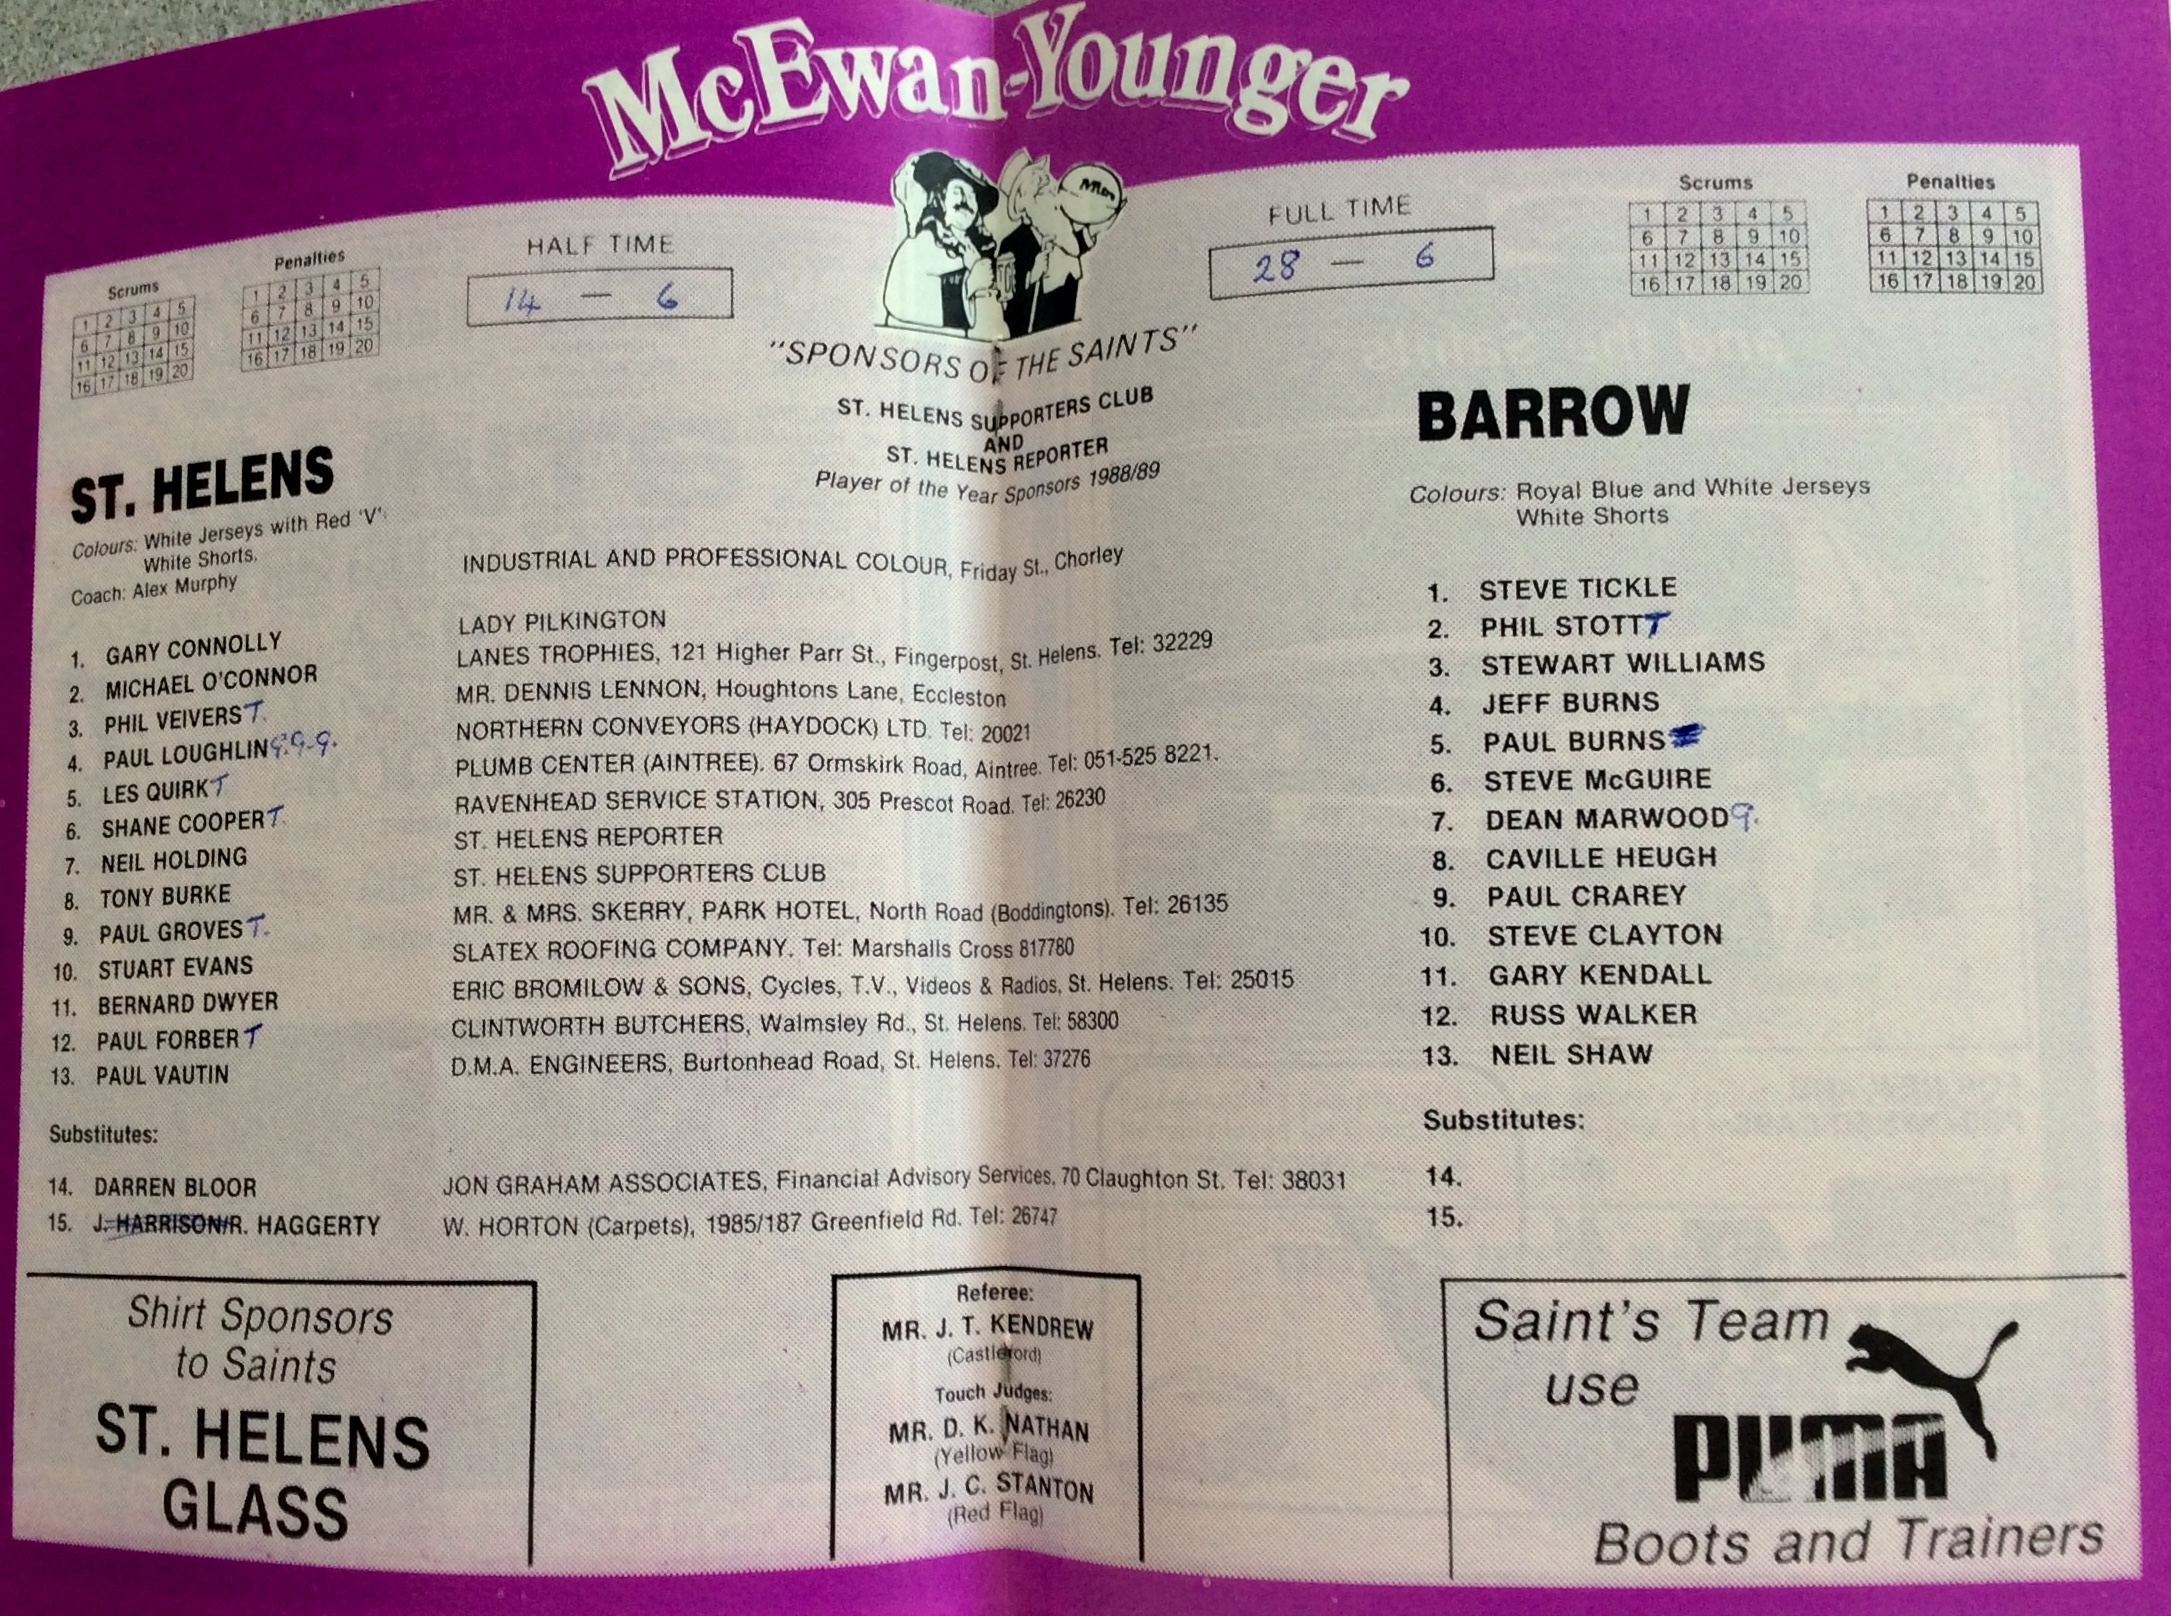 McEwan-Younger
Scrums
1 2 3 4 5
6 7 8 9 10
11 12 13 14 15
16 17 18 19 20
Penalties
1 2 3 4 5
6 7 8 9 10
11 12 13 14 15
16 17 18 19 20
HALF TIME
14 — 6
FULL TIME
28 — 6
Scrums
1 2 3 4 5
6 7 8 9 10
11 12 13 14 15
16 17 18 19 20
Penalties
1 2 3 4 5
6 7 8 9 10
11 12 13 14 15
16 17 18 19 20
"SPONSORS OF THE SAINTS"
ST. HELENS SUPPORTERS CLUB
AND
ST. HELENS REPORTER
Player of the Year Sponsors 1988/89
ST. HELENS
Colours: White Jerseys with Red 'V'.
White Shorts.
Coach: Alex Murphy
INDUSTRIAL AND PROFESSIONAL COLOUR, Friday St., Chorley
1. GARY CONNOLLY
2. MICHAEL O'CONNOR
3. PHIL VEIVERS T.
4. PAUL LOUGHLIN g.g-g.
5. LES QUIRK T
6. SHANE COOPER T.
7. NEIL HOLDING
8. TONY BURKE
9. PAUL GROVES T.
10. STUART EVANS
11. BERNARD DWYER
12. PAUL FORBER T
13. PAUL VAUTIN
Substitutes:
14. DARREN BLOOR
15. J. HARRISON/R. HAGGERTY
LADY PILKINGTON
LANES TROPHIES, 121 Higher Parr St., Fingerpost, St. Helens. Tel: 32229
MR. DENNIS LENNON, Houghtons Lane, Eccleston
NORTHERN CONVEYORS (HAYDOCK) LTD. Tel: 20021
PLUMB CENTER (AINTREE). 67 Ormskirk Road, Aintree. Tel: 051-525 8221.
RAVENHEAD SERVICE STATION, 305 Prescot Road. Tel: 26230
ST. HELENS REPORTER
ST. HELENS SUPPORTERS CLUB
MR. & MRS. SKERRY, PARK HOTEL, North Road (Boddingtons). Tel: 26135
SLATEX ROOFING COMPANY. Tel: Marshalls Cross 817780
ERIC BROMILOW & SONS, Cycles, T.V., Videos & Radios, St. Helens. Tel: 25015
CLINTWORTH BUTCHERS, Walmsley Rd., St. Helens. Tel: 58300
D.M.A. ENGINEERS, Burtonhead Road, St. Helens. Tel: 37276
JON GRAHAM ASSOCIATES, Financial Advisory Services, 70 Claughton St. Tel: 38031
W. HORTON (Carpets), 1985/187 Greenfield Rd. Tel: 26747
BARROW
Colours: Royal Blue and White Jerseys
White Shorts
1. STEVE TICKLE
2. PHIL STOTT T
3. STEWART WILLIAMS
4. JEFF BURNS
5. PAUL BURNS
6. STEVE McGUIRE
7. DEAN MARWOOD g.
8. CAVILLE HEUGH
9. PAUL CRAREY
10. STEVE CLAYTON
11. GARY KENDALL
12. RUSS WALKER
13. NEIL SHAW
Substitutes:
14.
15.
Shirt Sponsors
to Saints
ST. HELENS
GLASS
Referee:
MR. J. T. KENDREW
(Castleford)
Touch Judges:
MR. D. K. NATHAN
(Yellow Flag)
MR. J. C. STANTON
(Red Flag)
Saint's Team
use
PUMA
Boots and Trainers